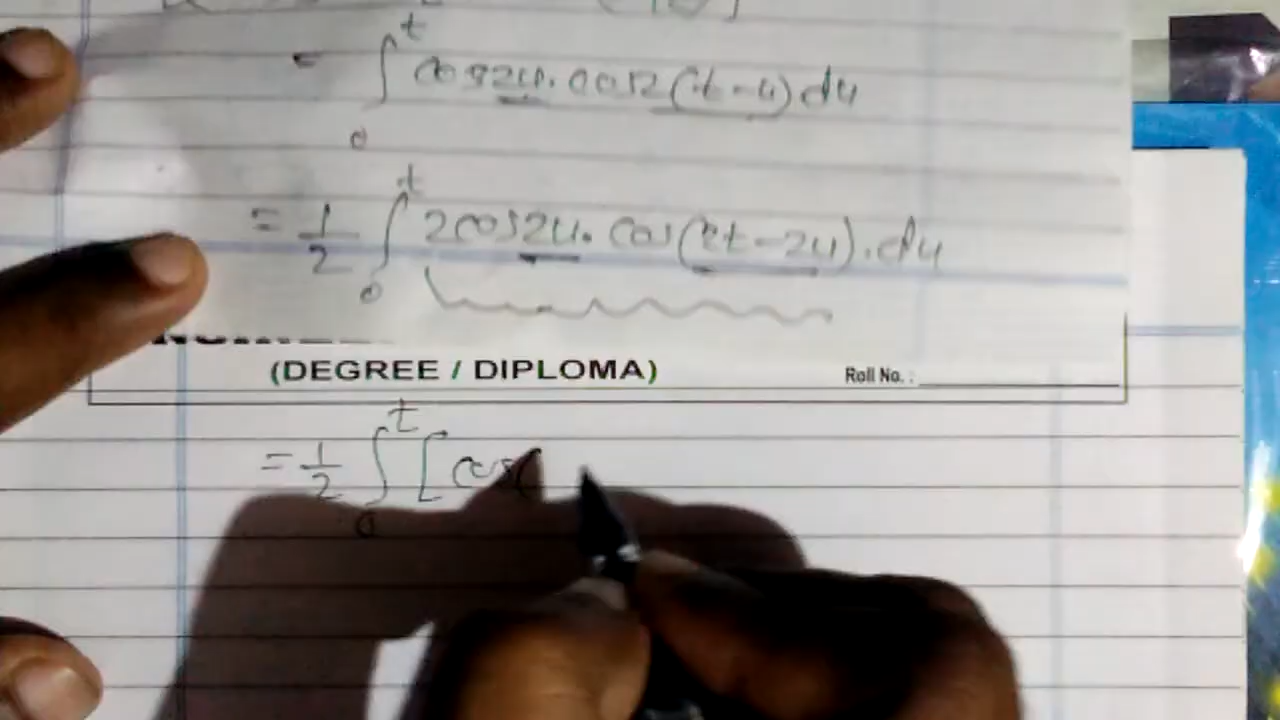 = ∫₀ᵗ cos2u. cos2(t-u)du
= 1/2 ∫₀ᵗ 2cos2u. cos(2t-2u).du
(DEGREE / DIPLOMA) Roll No. :
= 1/2 ∫₀ᵗ [cos(